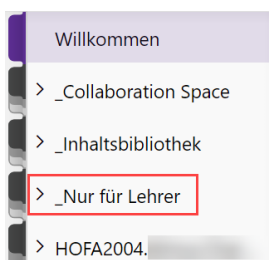 Willkommen
_Collaboration Space
_Inhaltsbibliothek
_Nur für Lehrer
HOFA2004.